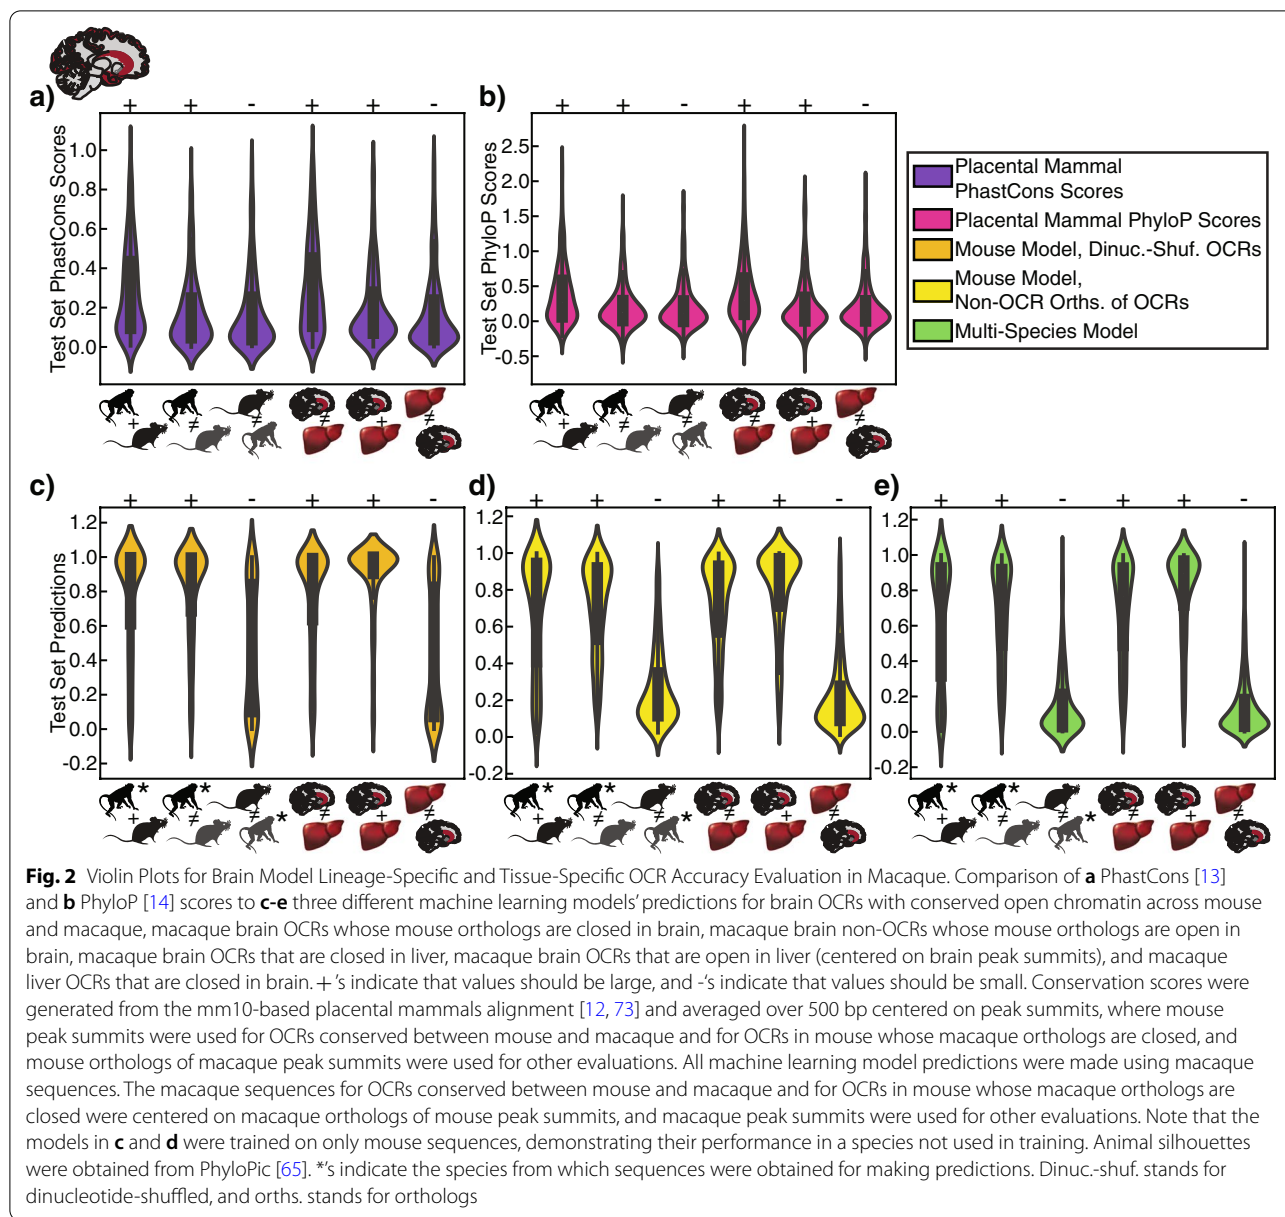 a)
+ + - + + -
Test Set PhastCons Scores
1.0
0.8
0.6
0.4
0.2
0.0
+ ≠ ≠ ≠ + ≠
b)
+ + - + + -
Test Set PhyloP Scores
2.5
2.0
1.5
1.0
0.5
0.0
-0.5
+ ≠ ≠ ≠ + ≠
Placental Mammal
PhastCons Scores
Placental Mammal PhyloP Scores
Mouse Model, Dinuc.-Shuf. OCRs
Mouse Model,
Non-OCR Orths. of OCRs
Multi-Species Model
c)
+ + - + + -
Test Set Predictions
1.2
1.0
0.8
0.6
0.4
0.2
0.0
-0.2
* *
+ ≠ ≠ ≠ + ≠
*
d)
+ + - + + -
1.2
1.0
0.8
0.6
0.4
0.2
0.0
-0.2
* *
+ ≠ ≠ ≠ + ≠
*
e)
+ + - + + -
1.2
1.0
0.8
0.6
0.4
0.2
0.0
-0.2
* *
+ ≠ ≠ ≠ + ≠
*
Fig. 2 Violin Plots for Brain Model Lineage-Specific and Tissue-Specific OCR Accuracy Evaluation in Macaque. Comparison of a PhastCons [13]
and b PhyloP [14] scores to c-e three different machine learning models’ predictions for brain OCRs with conserved open chromatin across mouse
and macaque, macaque brain OCRs whose mouse orthologs are closed in brain, macaque brain non-OCRs whose mouse orthologs are open in
brain, macaque brain OCRs that are closed in liver, macaque brain OCRs that are open in liver (centered on brain peak summits), and macaque
liver OCRs that are closed in brain. +’s indicate that values should be large, and -‘s indicate that values should be small. Conservation scores were
generated from the mm10-based placental mammals alignment [12, 73] and averaged over 500 bp centered on peak summits, where mouse
peak summits were used for OCRs conserved between mouse and macaque and for OCRs in mouse whose macaque orthologs are closed, and
mouse orthologs of macaque peak summits were used for other evaluations. All machine learning model predictions were made using macaque
sequences. The macaque sequences for OCRs conserved between mouse and macaque and for OCRs in mouse whose macaque orthologs are
closed were centered on macaque orthologs of mouse peak summits, and macaque peak summits were used for other evaluations. Note that the
models in c and d were trained on only mouse sequences, demonstrating their performance in a species not used in training. Animal silhouettes
were obtained from PhyloPic [65]. *’s indicate the species from which sequences were obtained for making predictions. Dinuc.-shuf. stands for
dinucleotide-shuffled, and orths. stands for orthologs